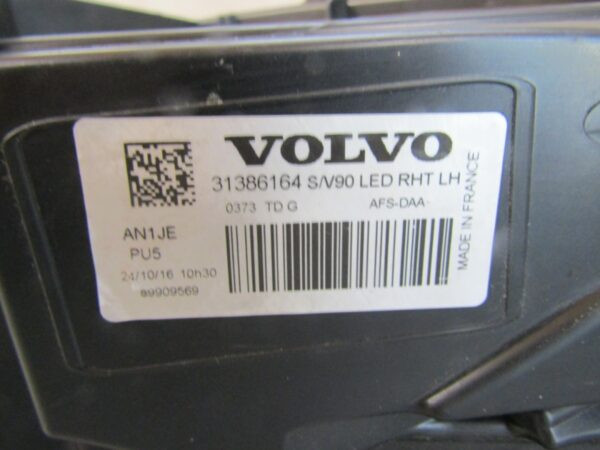 VOLVO
31386164 S/V90 LED RHT LH
0373 TD G AFS-DAA
AN1JE
PU5
24/10/16 10h30
a9909569
MADE IN FRANCE